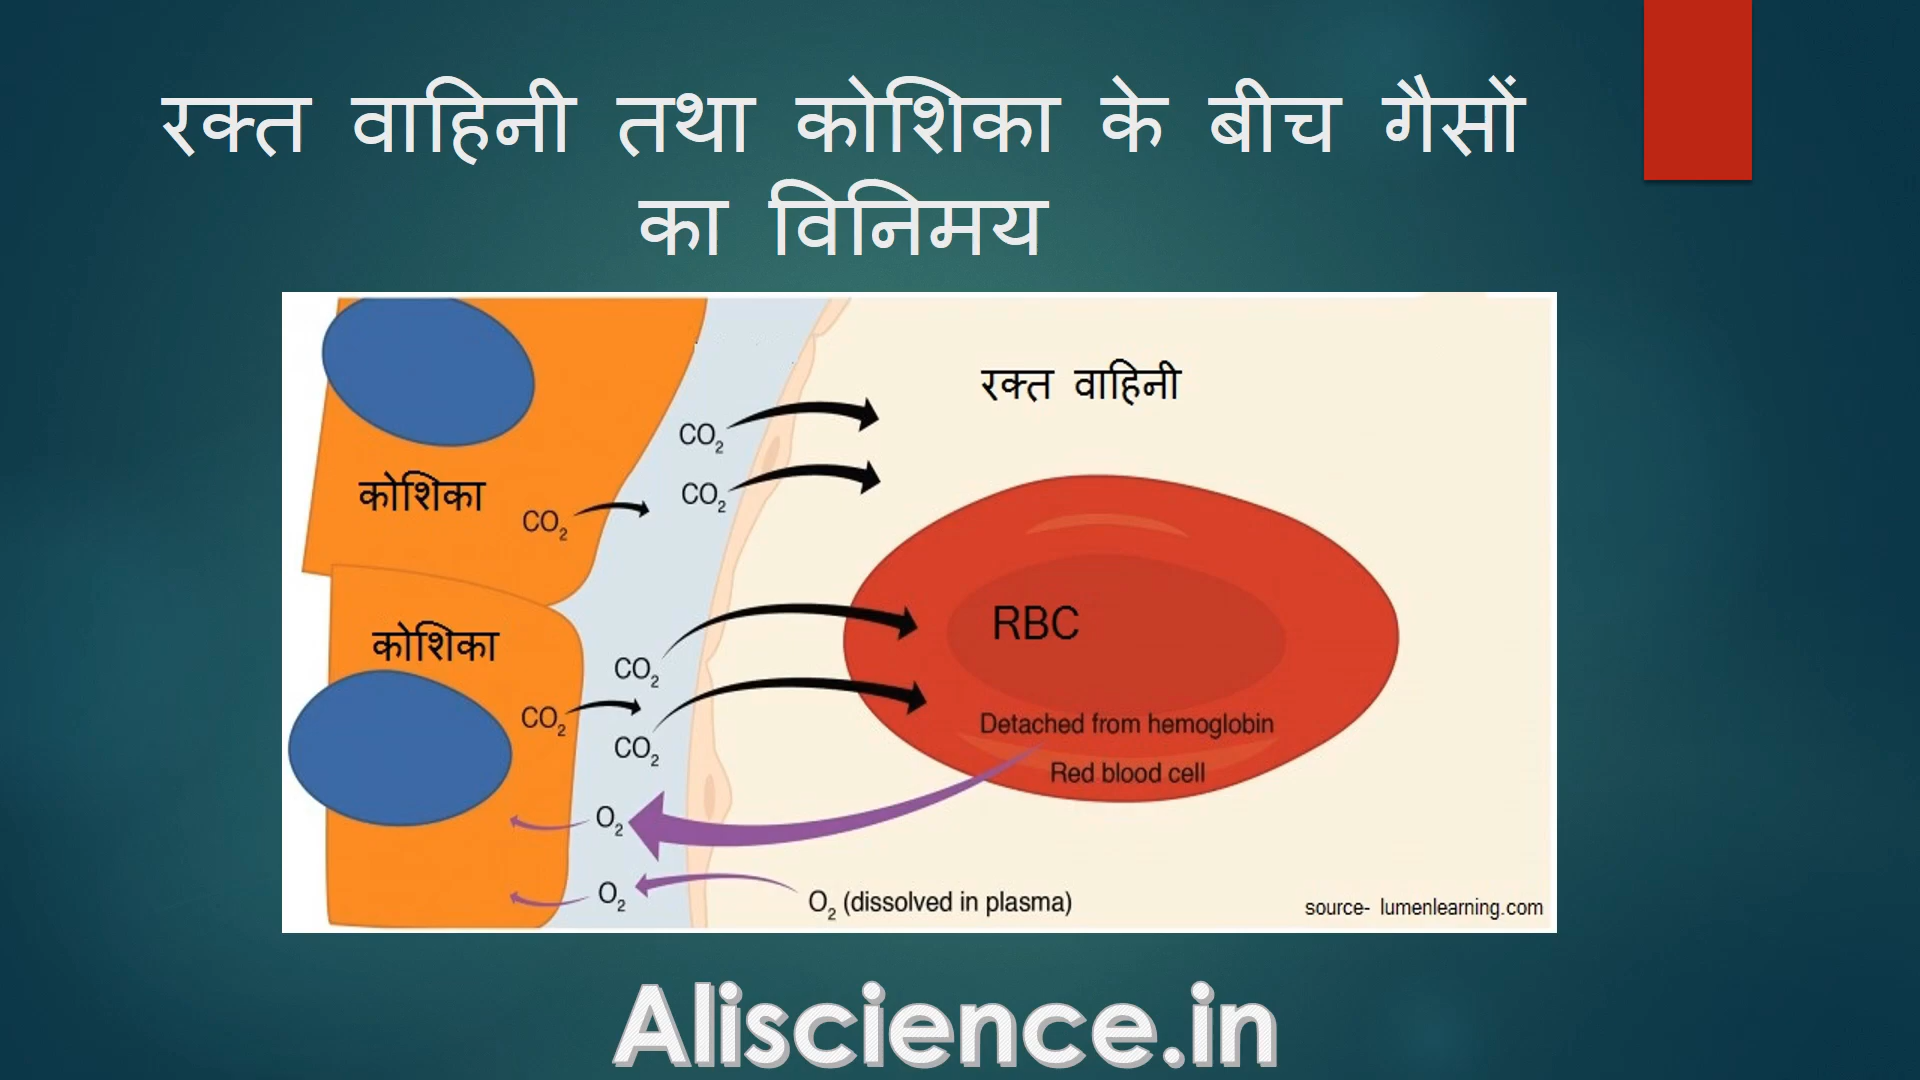 रक्त वाहिनी तथा कोशिका के बीच गैसों
का विनिमय
रक्त वाहिनी
CO₂
CO₂
कोशिका
CO₂
RBC
कोशिका
CO₂
CO₂
CO₂
Detached from hemoglobin
Red blood cell
O₂
O₂
O₂ (dissolved in plasma)
source- lumenlearning.com
Aliscience.in